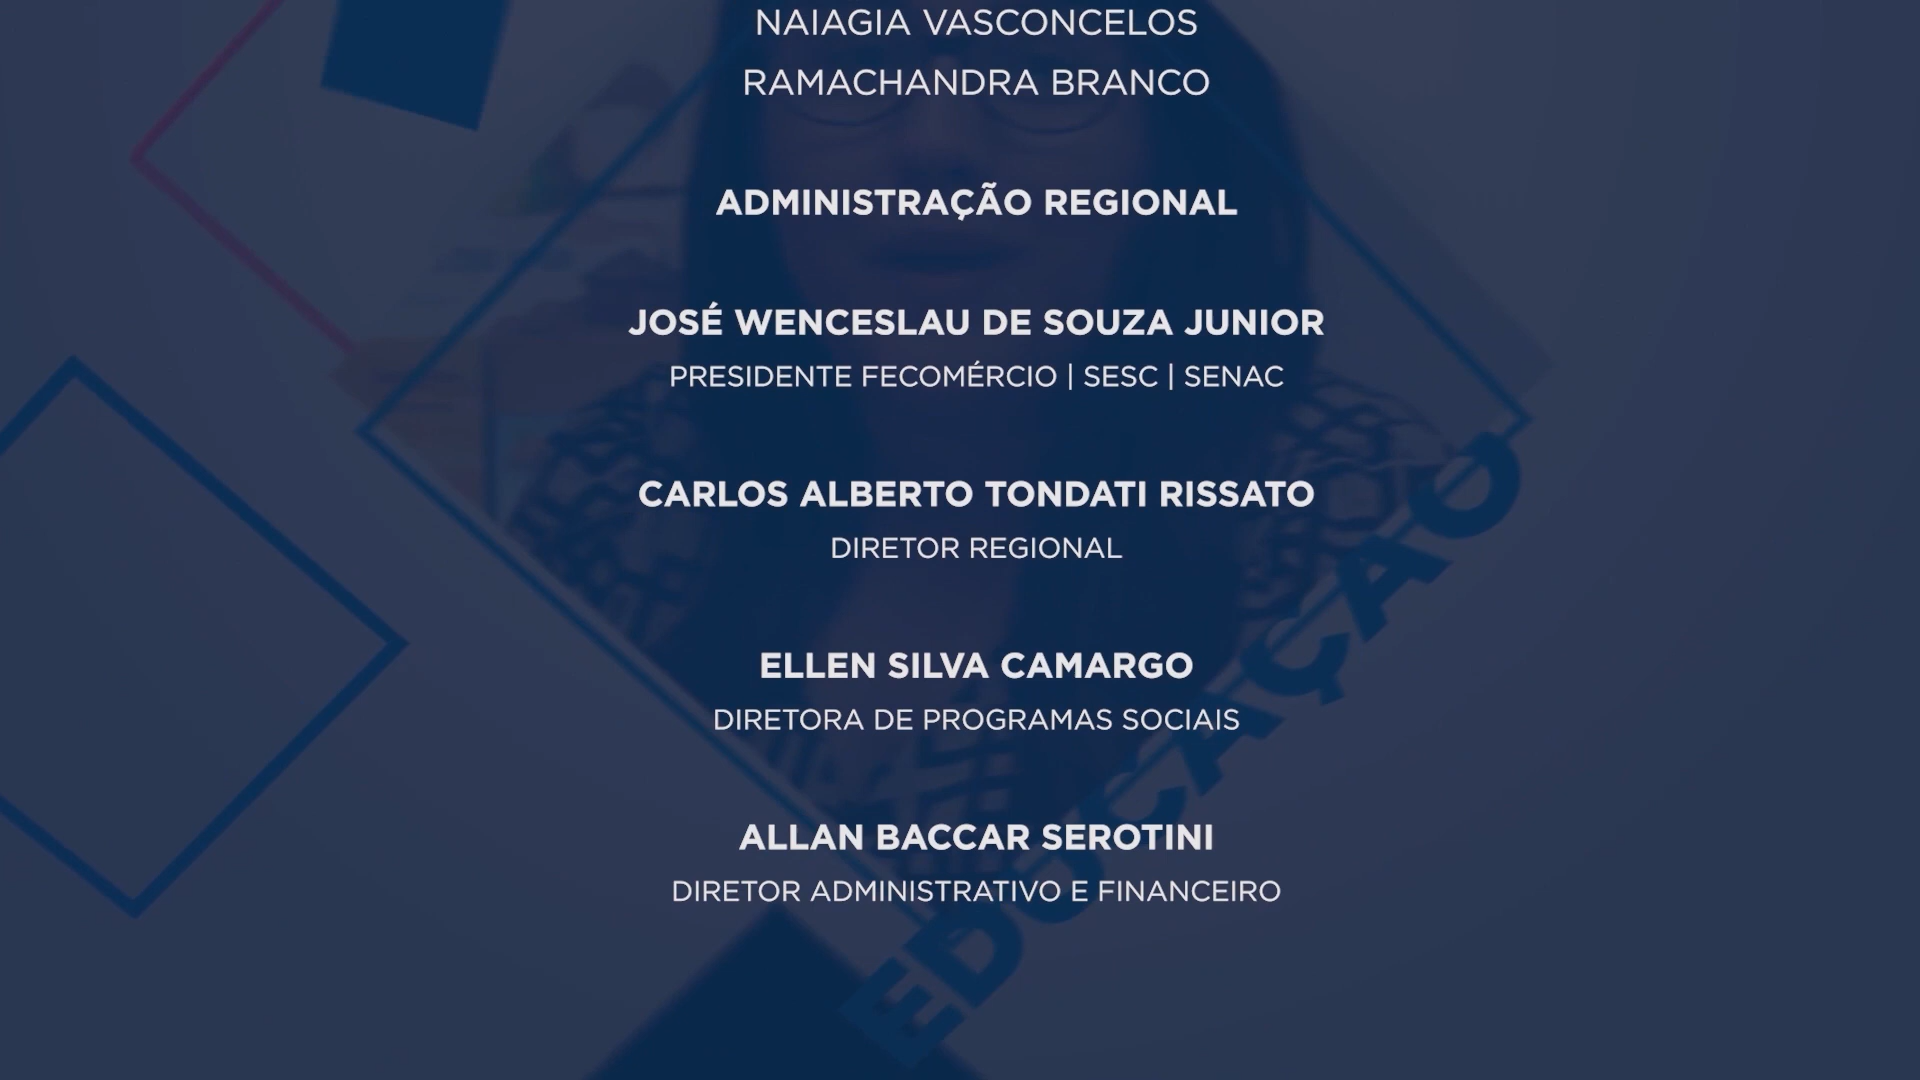 NAIAGIA VASCONCELOS
RAMACHANDRA BRANCO
ADMINISTRAÇÃO REGIONAL
JOSÉ WENCESLAU DE SOUZA JUNIOR
PRESIDENTE FECOMÉRCIO | SESC | SENAC
CARLOS ALBERTO TONDATI RISSATO
DIRETOR REGIONAL
ELLEN SILVA CAMARGO
DIRETORA DE PROGRAMAS SOCIAIS
ALLAN BACCAR SEROTINI
DIRETOR ADMINISTRATIVO E FINANCEIRO
EDUCAÇÃO